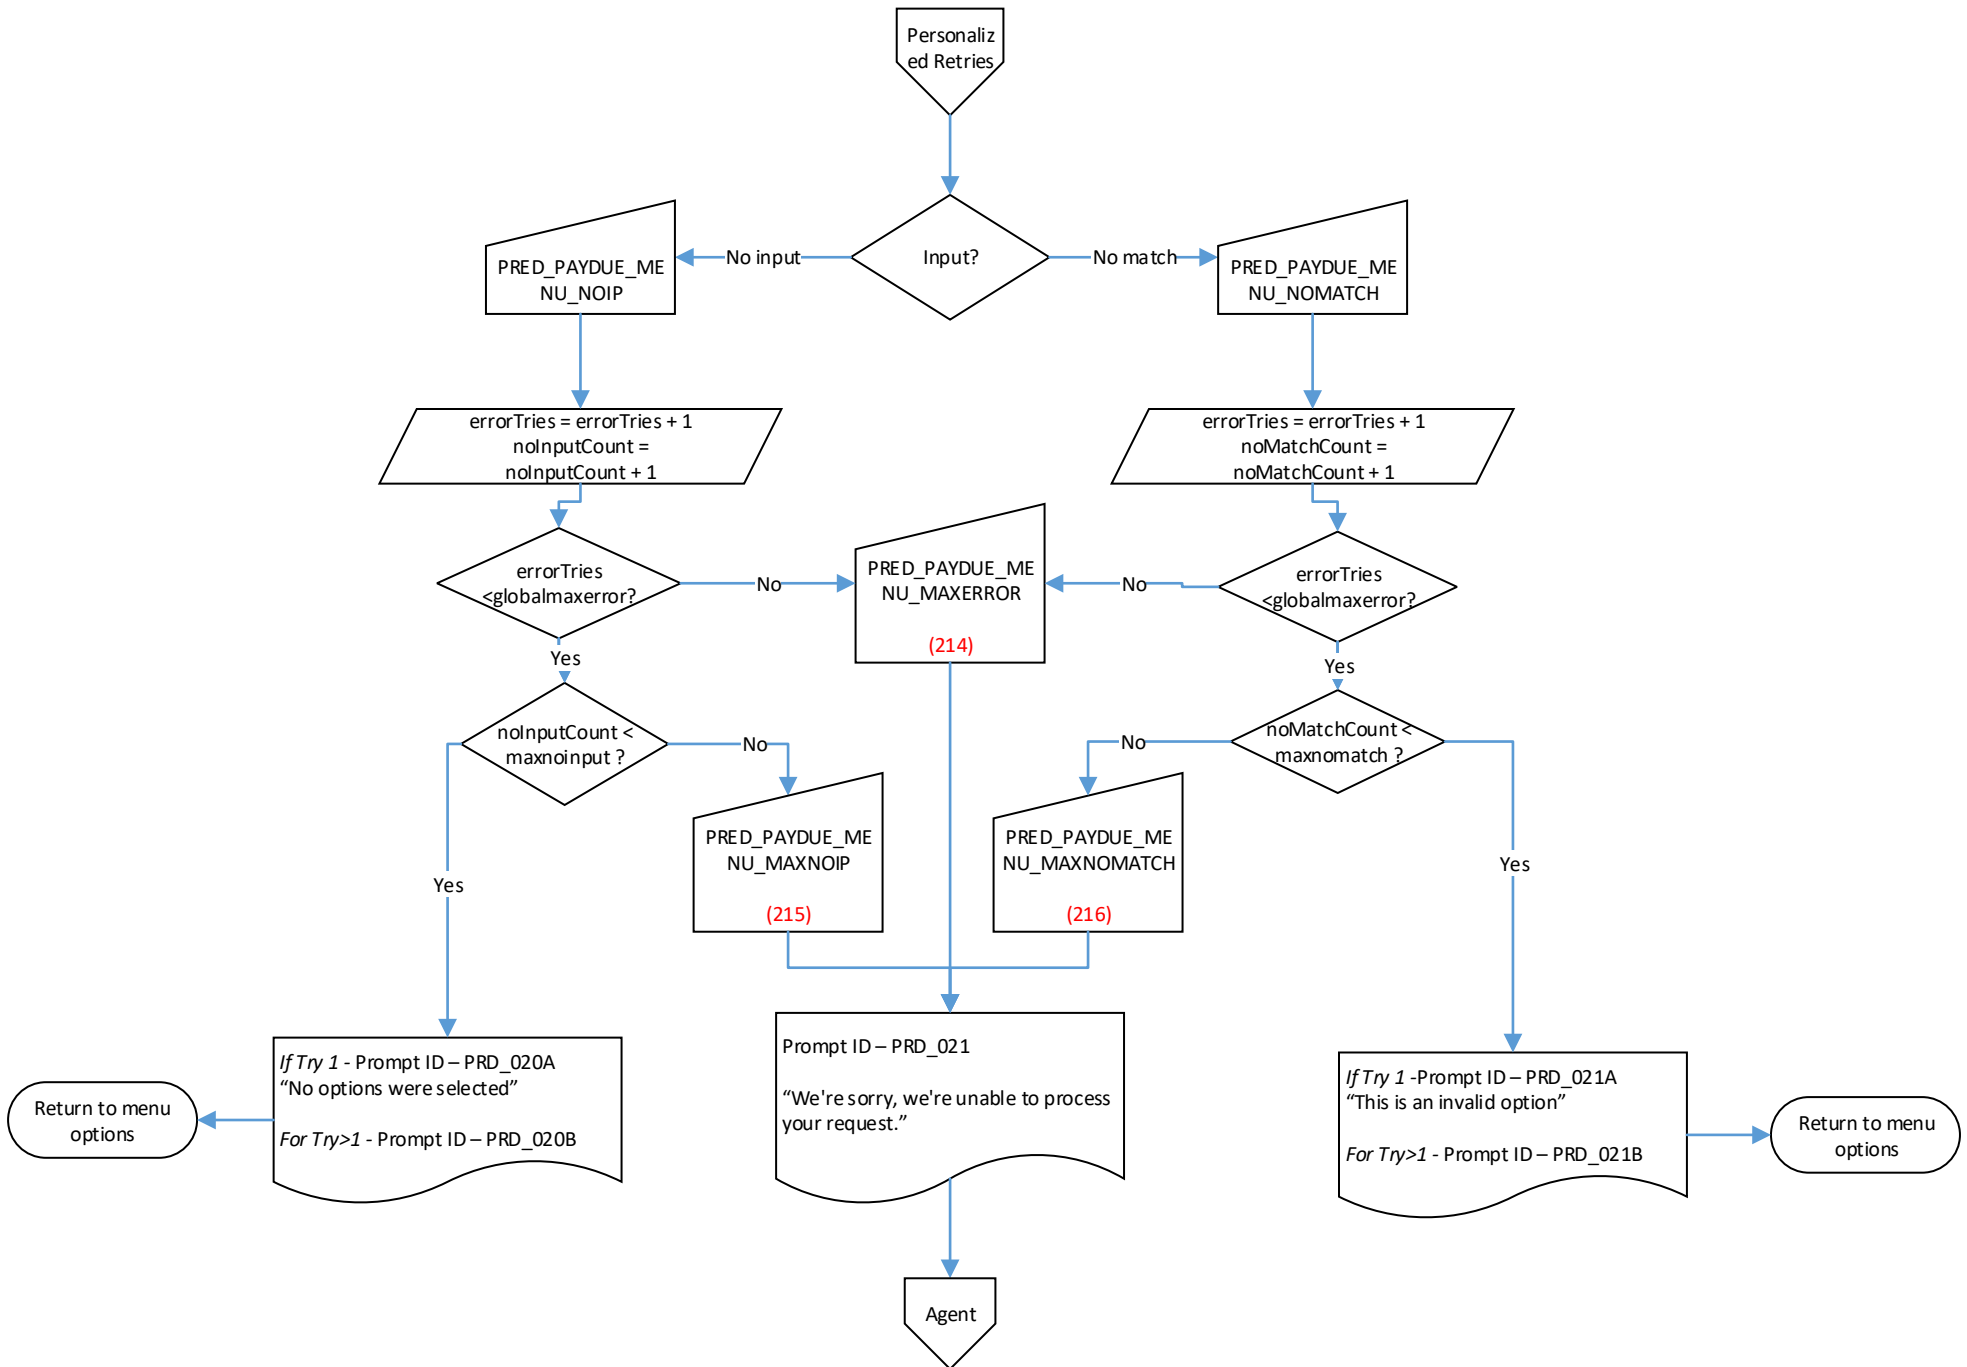 Personaliz
ed Retries
Input?
No input
No match
PRED_PAYDUE_ME
NU_NOIP
PRED_PAYDUE_ME
NU_NOMATCH
errorTries = errorTries + 1
noInputCount =
noInputCount + 1
errorTries = errorTries + 1
noMatchCount =
noMatchCount + 1
errorTries
<globalmaxerror?
No
PRED_PAYDUE_ME
NU_MAXERROR
(214)
No
errorTries
<globalmaxerror?
Yes
Yes
noInputCount <
maxnoinput ?
No
No
noMatchCount <
maxnomatch ?
PRED_PAYDUE_ME
NU_MAXNOIP
(215)
PRED_PAYDUE_ME
NU_MAXNOMATCH
(216)
Yes
Yes
If Try 1 - Prompt ID – PRD_020A
“No options were selected”
For Try>1 - Prompt ID – PRD_020B
Return to menu
options
Prompt ID – PRD_021
“We're sorry, we're unable to process
your request.”
If Try 1 -Prompt ID – PRD_021A
“This is an invalid option”
For Try>1 - Prompt ID – PRD_021B
Return to menu
options
Agent